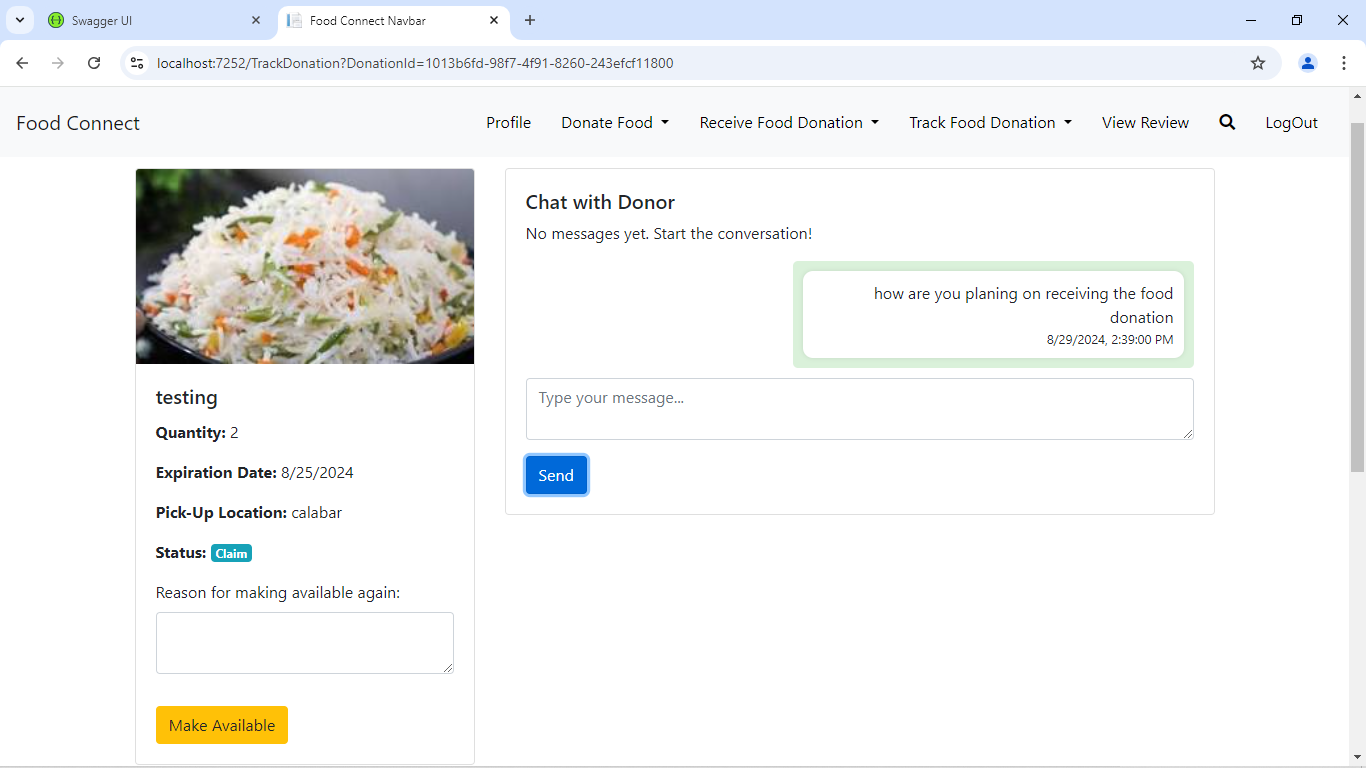 Swagger UI
Food Connect Navbar
localhost:7252/TrackDonation?DonationId=1013b6fd-98f7-4f91-8260-243efcf11800
Food Connect
Profile
Donate Food
Receive Food Donation
Track Food Donation
View Review
LogOut
testing
Quantity: 2
Expiration Date: 8/25/2024
Pick-Up Location: calabar
Status: Claim
Reason for making available again:
Make Available
Chat with Donor
No messages yet. Start the conversation!
how are you planing on receiving the food
donation
8/29/2024, 2:39:00 PM
Type your message...
Send